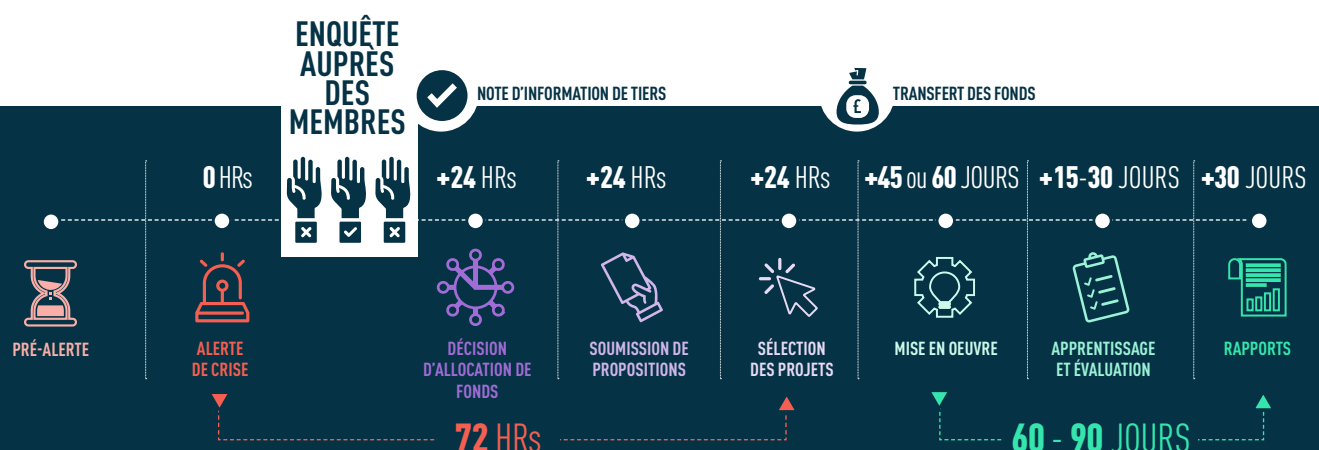 ENQUÊTE
AUPRÈS
DES
MEMBRES
NOTE D'INFORMATION DE TIERS
£
TRANSFERT DES FONDS
0 HRs
+24 HRs
+24 HRs
+24 HRs
+45 ou 60 JOURS
+15-30 JOURS
+30 JOURS
PRÉ-ALERTE
ALERTE
DE CRISE
DÉCISION
D'ALLOCATION DE
FONDS
SOUMISSION DE
PROPOSITIONS
SÉLECTION
DES PROJETS
MISE EN OEUVRE
APPRENTISSAGE
ET ÉVALUATION
RAPPORTS
72 HRs
60 - 90 JOURS